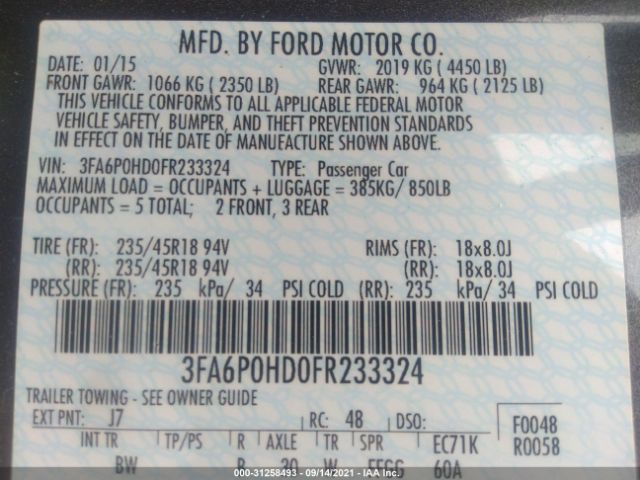 MFD. BY FORD MOTOR CO.
DATE: 01/15 GVWR: 2019 KG ( 4450 LB)
FRONT GAWR: 1066 KG ( 2350 LB) REAR GAWR: 964 KG ( 2125 LB)
THIS VEHICLE CONFORMS TO ALL APPLICABLE FEDERAL MOTOR
VEHICLE SAFETY, BUMPER, AND THEFT PREVENTION STANDARDS
IN EFFECT ON THE DATE OF MANUFACTURE SHOWN ABOVE.
VIN: 3FA6P0HD0FR233324 TYPE: Passenger Car
MAXIMUM LOAD = OCCUPANTS + LUGGAGE = 385KG/ 850LB
OCCUPANTS = 5 TOTAL; 2 FRONT, 3 REAR
TIRE (FR): 235/45R18 94V RIMS (FR): 18x8.0J
(RR): 235/45R18 94V (RR): 18x8.0J
PRESSURE (FR): 235 kPa/ 34 PSI COLD (RR): 235 kPa/ 34 PSI COLD
3FA6P0HD0FR233324
TRAILER TOWING - SEE OWNER GUIDE
EXT PNT: J7 RC: 48 DSO: F0048
INT TR TP/PS R AXLE TR SPR EC71K R0058
BW 20 W 60A
000-31258493 - 09/14/2021 - IAAI.COM